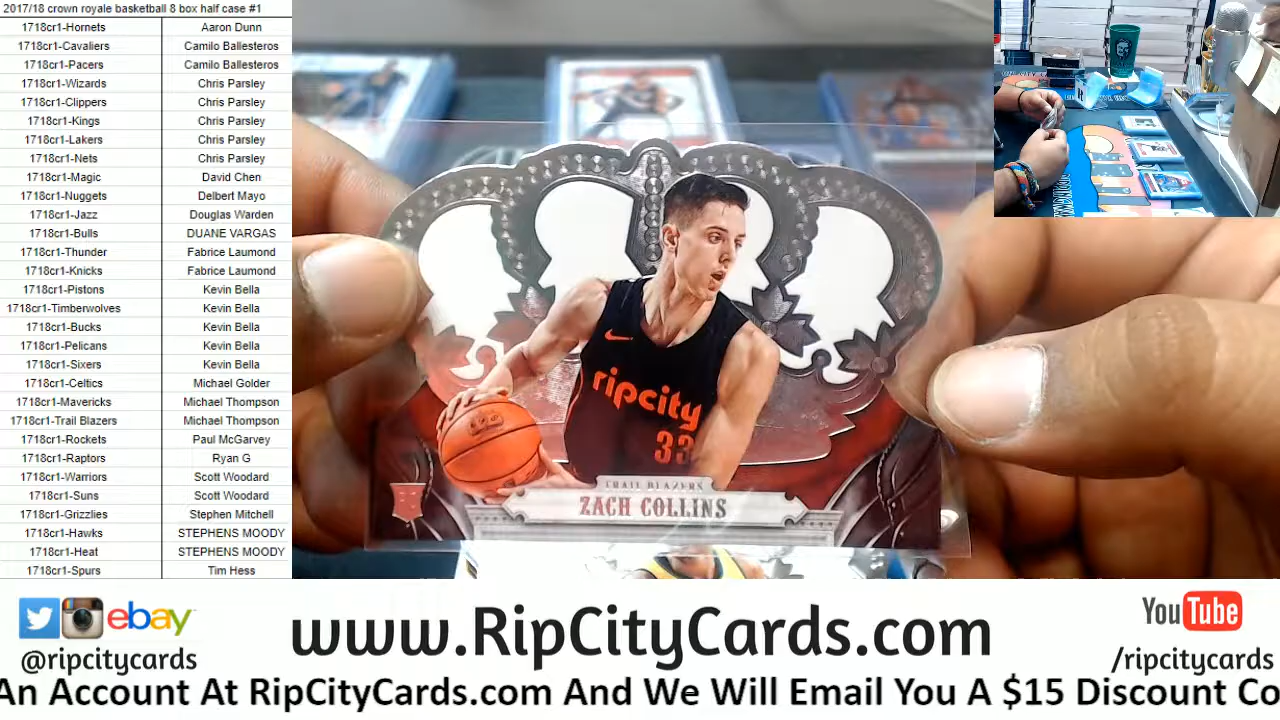 2017/18 crown royale basketball 8 box half case #1
1718cr1-Hornets Aaron Dunn
1718cr1-Cavaliers Camilo Ballesteros
1718cr1-Pacers Camilo Ballesteros
1718cr1-Wizards Chris Parsley
1718cr1-Clippers Chris Parsley
1718cr1-Kings Chris Parsley
1718cr1-Lakers Chris Parsley
1718cr1-Nets Chris Parsley
1718cr1-Magic David Chen
1718cr1-Nuggets Delbert Mayo
1718cr1-Jazz Douglas Warden
1718cr1-Bulls DUANE VARGAS
1718cr1-Thunder Fabrice Laumond
1718cr1-Knicks Fabrice Laumond
1718cr1-Pistons Kevin Bella
1718cr1-Timberwolves Kevin Bella
1718cr1-Bucks Kevin Bella
1718cr1-Pelicans Kevin Bella
1718cr1-Sixers Kevin Bella
1718cr1-Celtics Michael Golder
1718cr1-Mavericks Michael Thompson
1718cr1-Trail Blazers Michael Thompson
1718cr1-Rockets Paul McGarvey
1718cr1-Raptors Ryan G
1718cr1-Warriors Scott Woodard
1718cr1-Suns Scott Woodard
1718cr1-Grizzlies Stephen Mitchell
1718cr1-Hawks STEPHENS MOODY
1718cr1-Heat STEPHENS MOODY
1718cr1-Spurs Tim Hess
ripcity
33
RC
TRAIL BLAZERS
ZACH COLLINS
ebay
@ripcitycards
www.RipCityCards.com
YouTube
/ripcitycards
An Account At RipCityCards.com And We Will Email You A $15 Discount Co